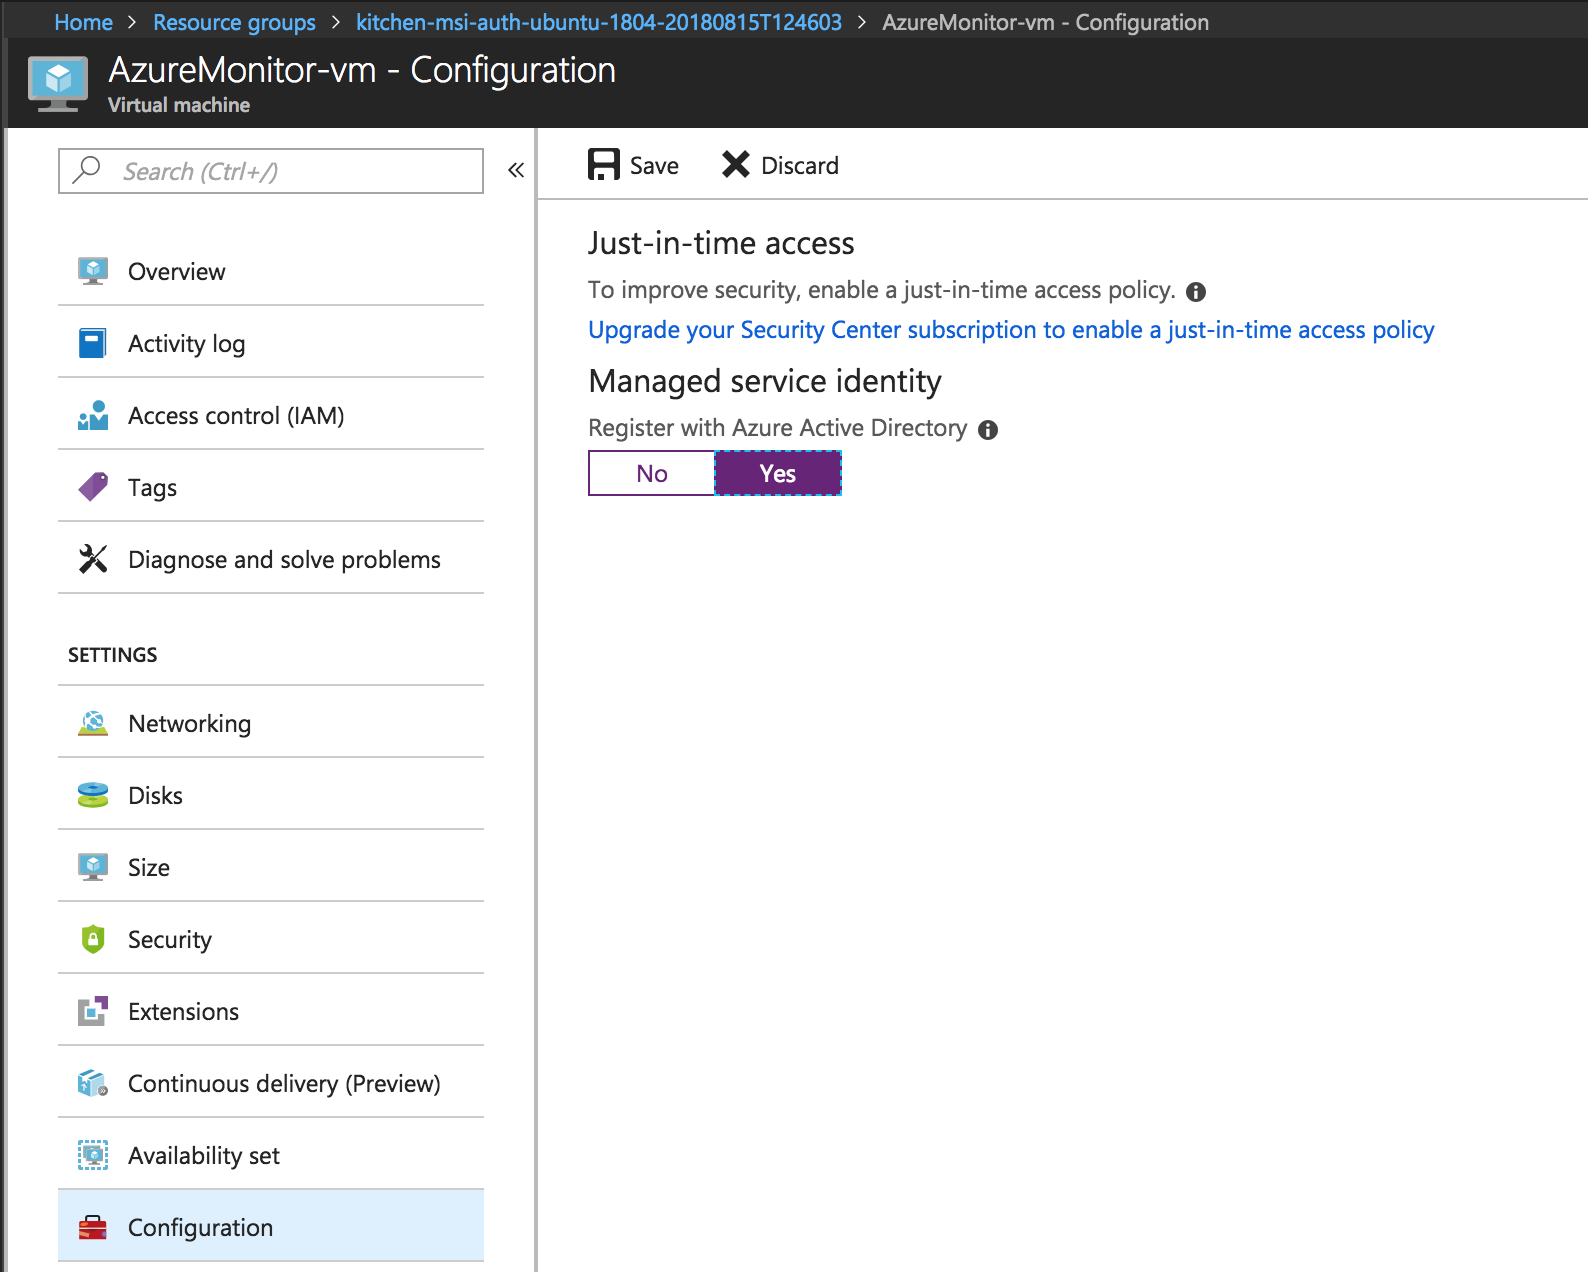 Home > Resource groups > kitchen-msi-auth-ubuntu-1804-20180815T124603 > AzureMonitor-vm - Configuration
AzureMonitor-vm - Configuration
Virtual machine
Search (Ctrl+/)
«
Overview
Activity log
Access control (IAM)
Tags
Diagnose and solve problems
SETTINGS
Networking
Disks
Size
Security
Extensions
Continuous delivery (Preview)
Availability set
Configuration
Save Discard
Just-in-time access
To improve security, enable a just-in-time access policy.
Upgrade your Security Center subscription to enable a just-in-time access policy
Managed service identity
Register with Azure Active Directory
No Yes